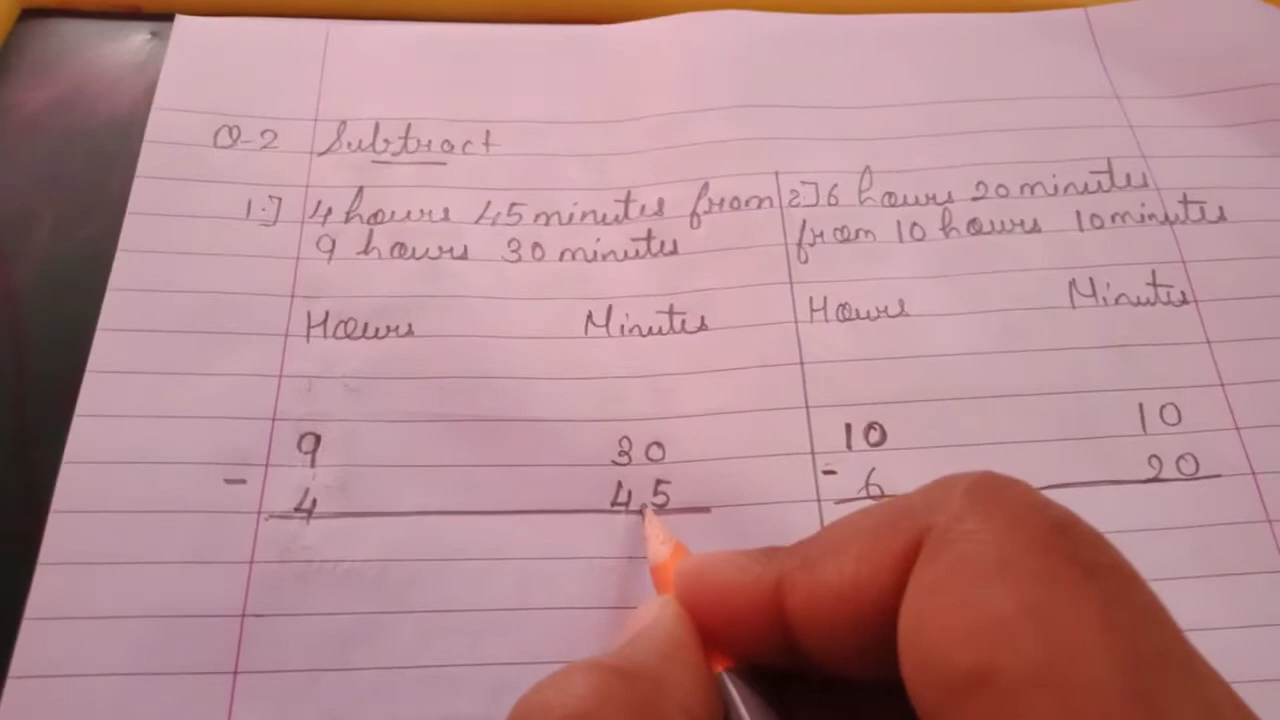 Q-2 Subtract
1.] 4 hours 45 minutes from
9 hours 30 minutes
Hours Minutes
9 30
- 4 45
2] 6 hours 20 minutes
from 10 hours 10 minutes
Hours Minutes
10 10
- 6 20